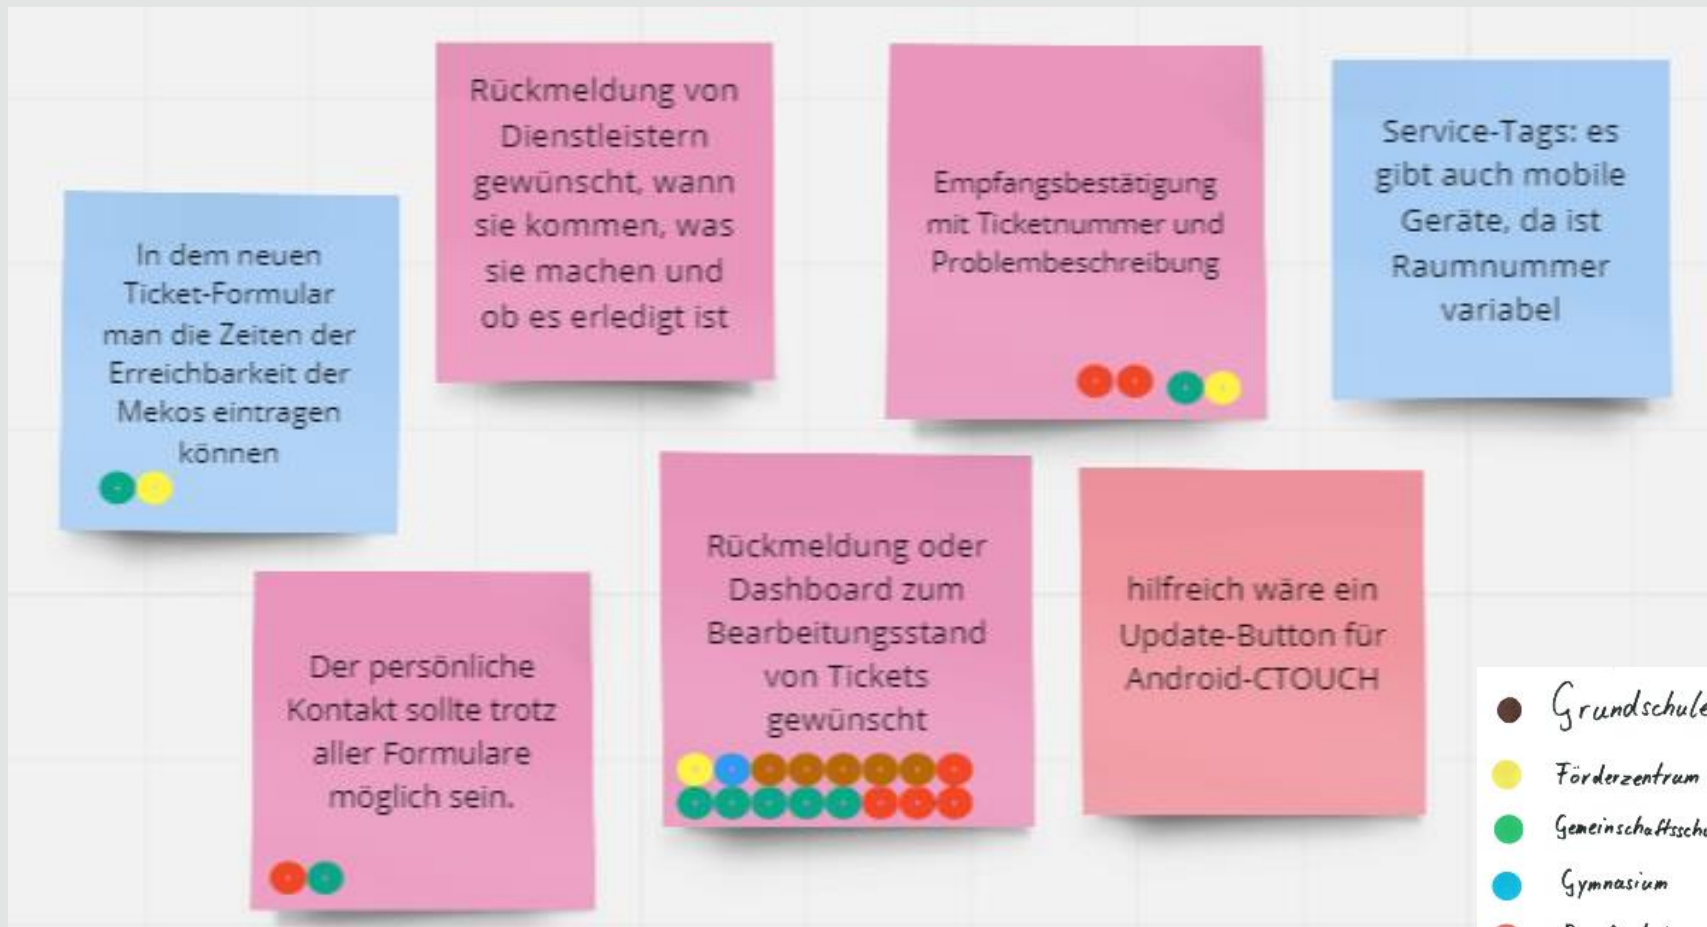 In dem neuen
Ticket-Formular
man die Zeiten der
Erreichbarkeit der
Mekos eintragen
können
Rückmeldung von
Dienstleistern
gewünscht, wann
sie kommen, was
sie machen und
ob es erledigt ist
Empfangsbestätigung
mit Ticketnummer und
Problembeschreibung
Service-Tags: es
gibt auch mobile
Geräte, da ist
Raumnummer
variabel
Der persönliche
Kontakt sollte trotz
aller Formulare
möglich sein.
Rückmeldung oder
Dashboard zum
Bearbeitungsstand
von Tickets
gewünscht
hilfreich wäre ein
Update-Button für
Android-CTOUCH
Grundschule
Förderzentrum
Gemeinschaftssch
Gymnasium